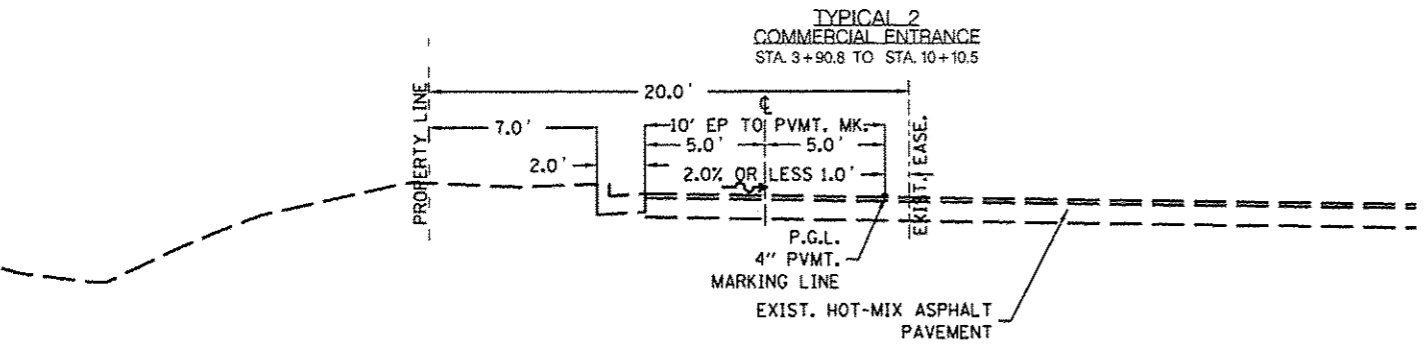 TYPICAL 2
COMMERCIAL ENTRANCE
STA. 3+90.8 TO STA. 10+10.5
PROPERTY LINE
20.0'
℄
7.0'
10' EP TO PVMT. MK.
5.0'
5.0'
2.0'
2.0% OR LESS
1.0'
EXIST. EASE.
P.G.L.
4" PVMT.
MARKING LINE
EXIST. HOT-MIX ASPHALT
PAVEMENT